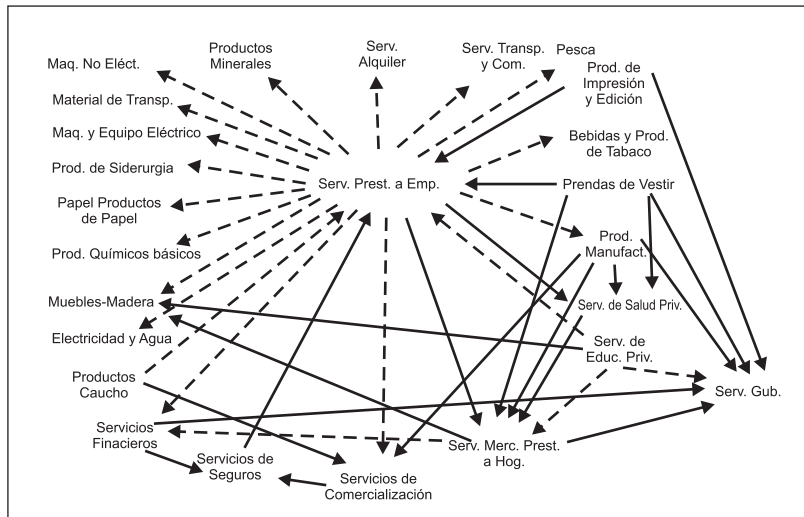 Maq. No Eléct.
Productos
Minerales
Serv.
Alquiler
Serv. Transp.
y Com.
Pesca
Prod. de
Impresión
y Edición
Material de Transp.
Maq. y Equipo Eléctrico
Bebidas y Prod.
de Tabaco
Prod. de Siderurgia
Serv. Prest. a Emp.
Prendas de Vestir
Papel Productos
de Papel
Prod.
Manufact.
Prod. Químicos básicos
Muebles-Madera
Serv. de Salud Priv.
Electricidad y Agua
Serv. de
Educ. Priv.
Productos
Caucho
Serv. Gub.
Servicios
Finacieros
Serv. Merc. Prest.
a Hog.
Servicios de
Seguros
Servicios de
Comercialización